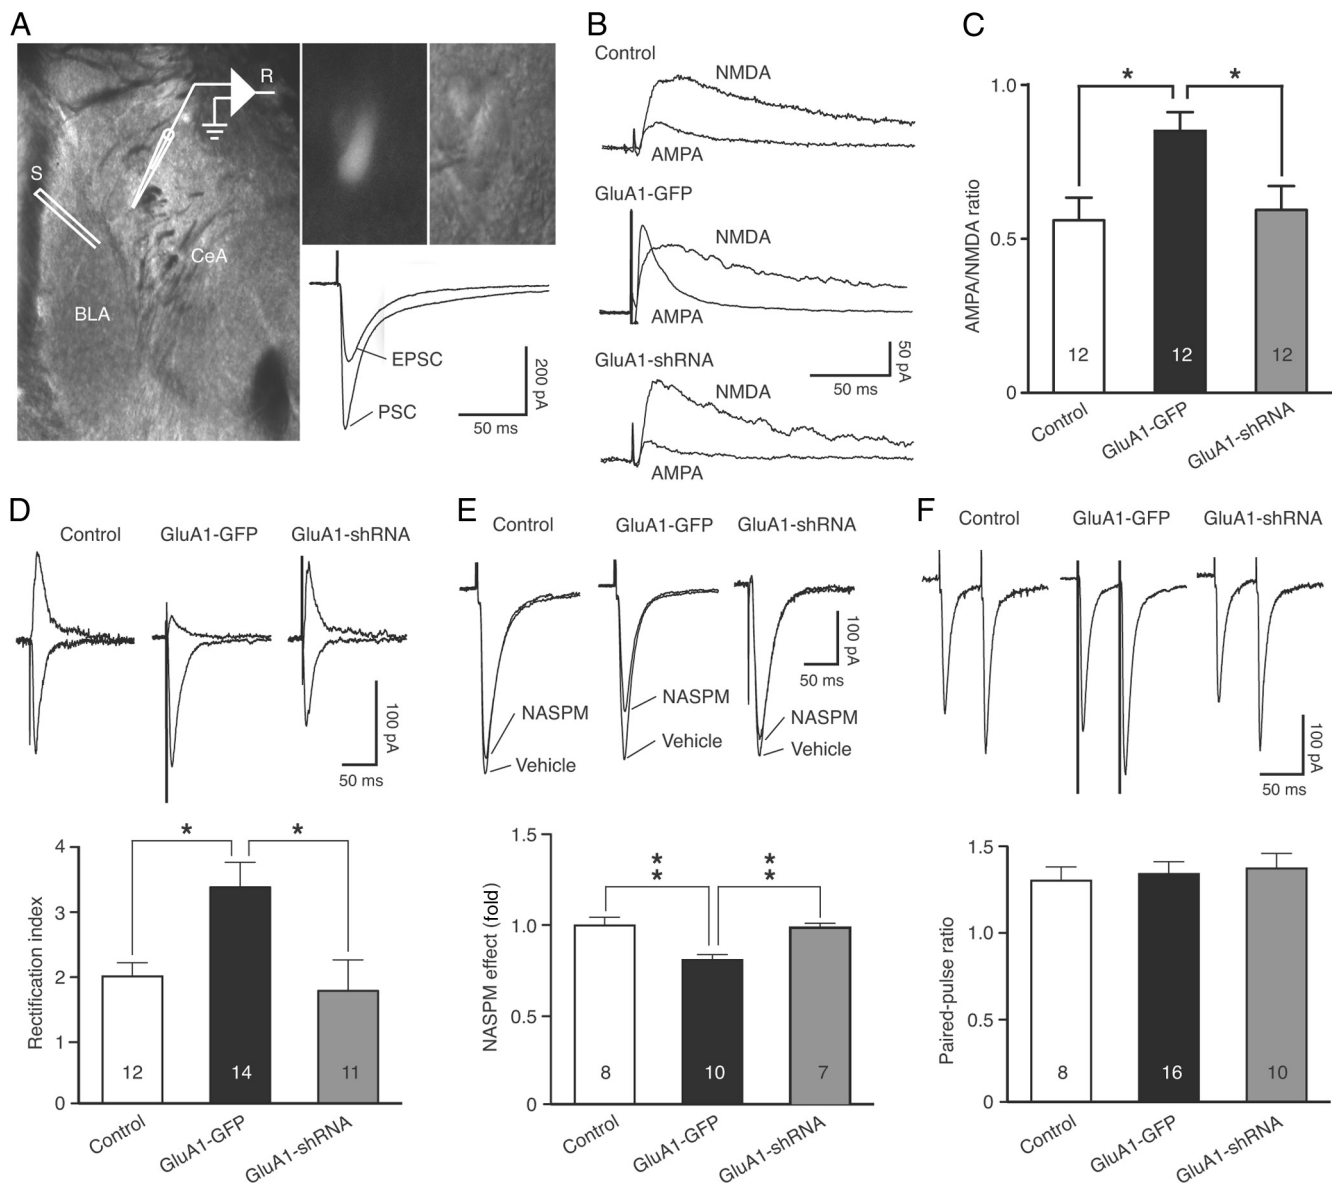 A
R
S
CeA
BLA
EPSC
PSC
200 pA
50 ms
B
Control
NMDA
AMPA
GluA1-GFP
NMDA
AMPA
GluA1-shRNA
50 pA
50 ms
NMDA
AMPA
C
* *
1.0
0.5
0
AMPA/NMDA ratio
12 12 12
Control GluA1-GFP GluA1-shRNA
D
Control GluA1-GFP GluA1-shRNA
100 pA
50 ms
* *
4
3
2
1
0
Rectification index
12 14 11
Control GluA1-GFP GluA1-shRNA
E
Control GluA1-GFP GluA1-shRNA
100 pA
50 ms
NASPM
Vehicle
NASPM
Vehicle
NASPM
Vehicle
* *
* *
1.5
1.0
0.5
0
NASPM effect (fold)
8 10 7
Control GluA1-GFP GluA1-shRNA
F
Control GluA1-GFP GluA1-shRNA
100 pA
50 ms
1.5
1.0
1.5
0
Paired-pulse ratio
8 16 10
Control GluA1-GFP GluA1-shRNA